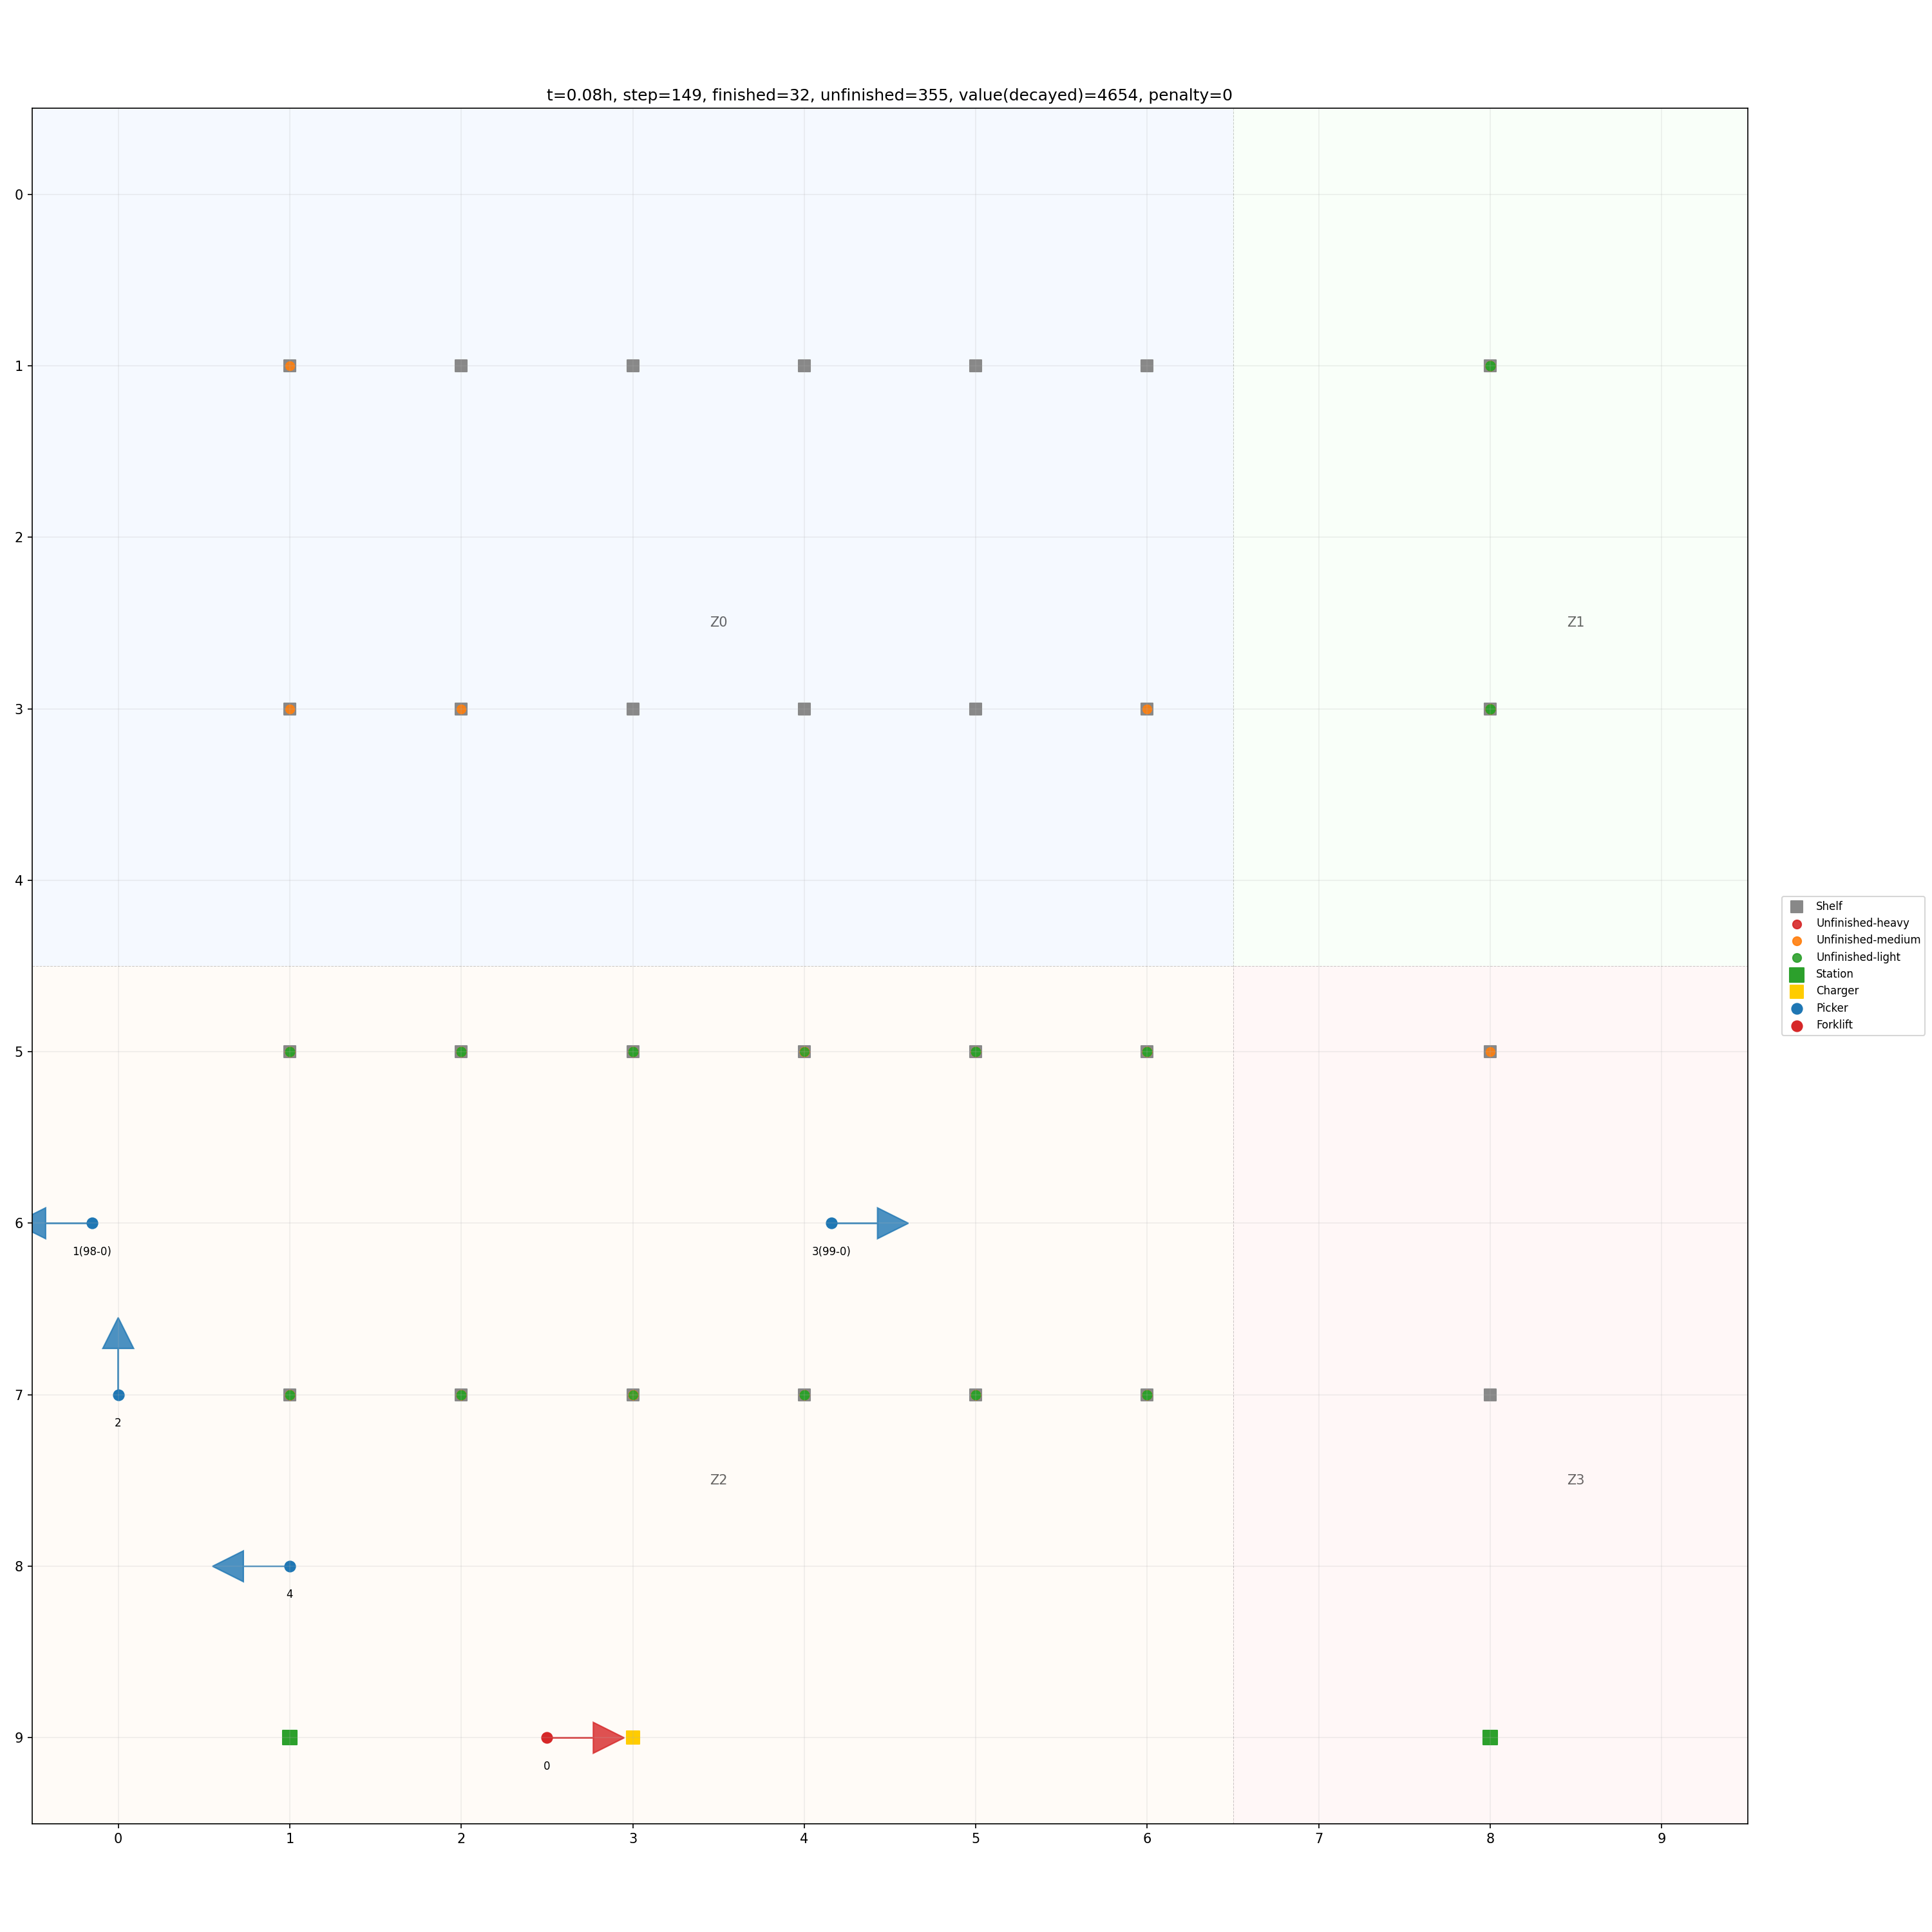 t=0.08h, step=149, finished=32, unfinished=355, value(decayed)=4654, penalty=0
0
1
2
Z0
Z1
3
4
Shelf
Unfinished-heavy
Unfinished-medium
Unfinished-light
Station
Charger
Picker
Forklift
5
6
1(98-0)
3(99-0)
7
2
Z2
Z3
8
4
9
0
0 1 2 3 4 5 6 7 8 9